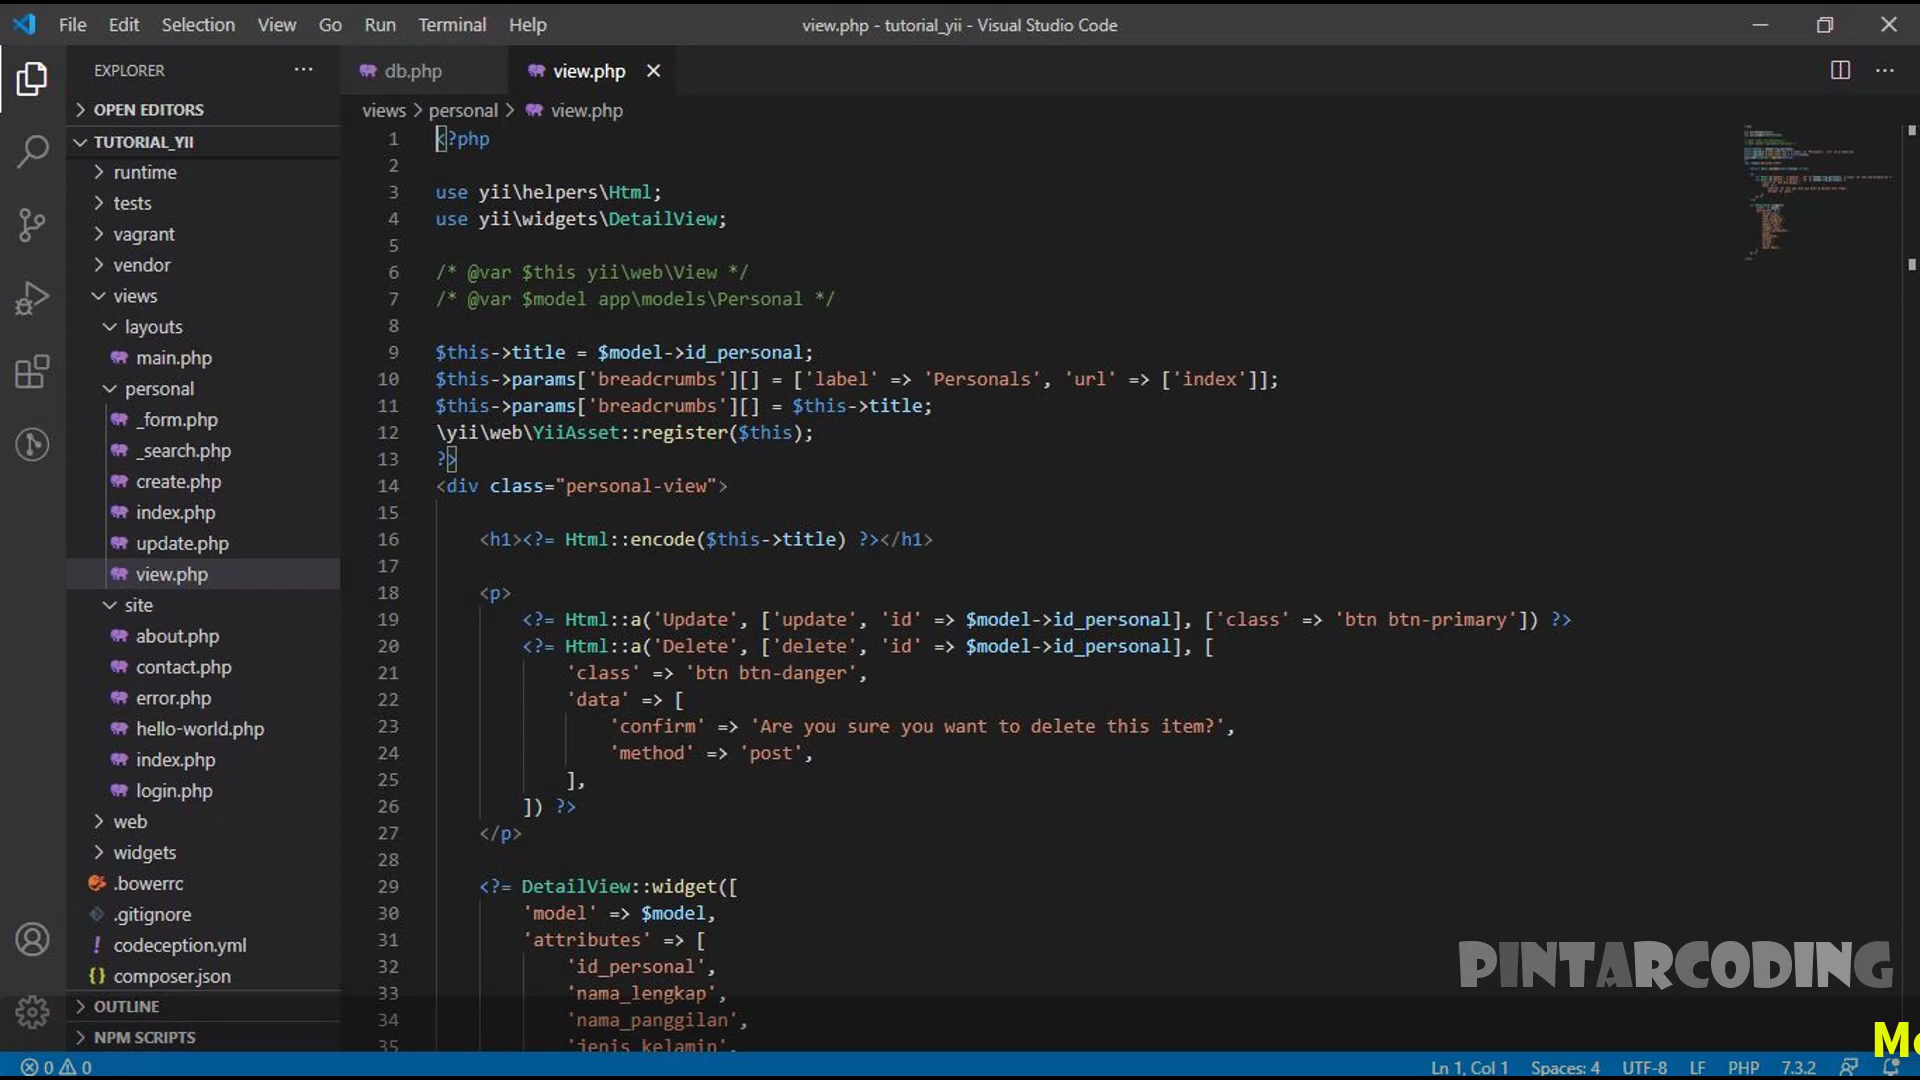 File Edit Selection View Go Run Terminal Help
view.php - tutorial_yii - Visual Studio Code
EXPLORER
OPEN EDITORS
TUTORIAL_YII
runtime
tests
vagrant
vendor
views
layouts
main.php
personal
_form.php
_search.php
create.php
index.php
update.php
view.php
site
about.php
contact.php
error.php
hello-world.php
index.php
login.php
web
widgets
.bowerrc
.gitignore
codeception.yml
composer.json
OUTLINE
NPM SCRIPTS
db.php
view.php
views > personal > view.php
1 <?php
2
3 use yii\helpers\Html;
4 use yii\widgets\DetailView;
5
6 /* @var $this yii\web\View */
7 /* @var $model app\models\Personal */
8
9 $this->title = $model->id_personal;
10 $this->params['breadcrumbs'][] = ['label' => 'Personals', 'url' => ['index']];
11 $this->params['breadcrumbs'][] = $this->title;
12 \yii\web\YiiAsset::register($this);
13 ?>
14 <div class="personal-view">
15
16 <h1><?= Html::encode($this->title) ?></h1>
17
18 <p>
19 <?= Html::a('Update', ['update', 'id' => $model->id_personal], ['class' => 'btn btn-primary']) ?>
20 <?= Html::a('Delete', ['delete', 'id' => $model->id_personal], [
21 'class' => 'btn btn-danger',
22 'data' => [
23 'confirm' => 'Are you sure you want to delete this item?',
24 'method' => 'post',
25 ],
26 ]) ?>
27 </p>
28
29 <?= DetailView::widget([
30 'model' => $model,
31 'attributes' => [
32 'id_personal',
33 'nama_lengkap',
34 'nama_panggilan',
35 'jenis_kelamin',
PINTARCODING
0 0
Ln 1, Col 1 Spaces: 4 UTF-8 LF PHP 7.3.2